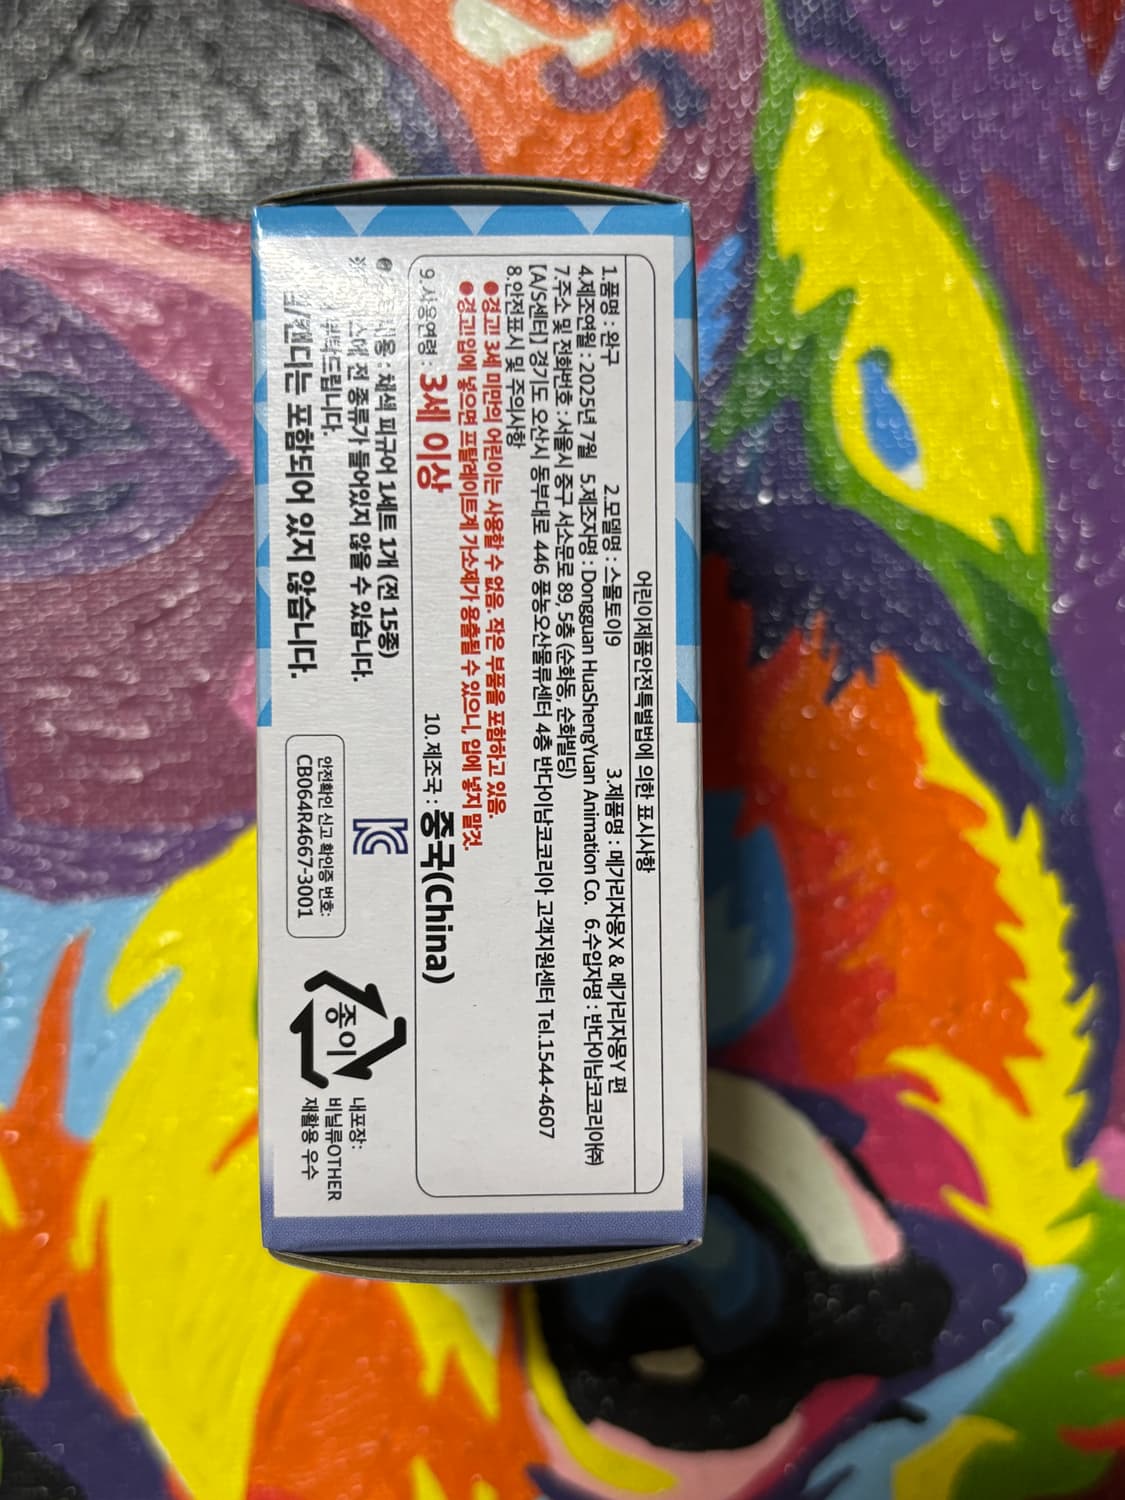 어린이제품안전특별법에 의한 표시사항
1.품명 : 완구 2.모델명 : 스몰토이9 3.제품명 : 메가리자몽X & 메가리자몽Y 편
4.제조연월 : 2025년 7월 5.제조자명 : Dongguan HuaShengYuan Animation Co. 6.수입자명 : 반다이남코코리아㈜
7.주소 및 전화번호 : 서울시 중구 서소문로 89, 5층 (순화동, 순화빌딩)
[A/S센터] 경기도 오산시 동부대로 446 풍농오산물류센터 4층 반다이남코코리아 고객지원센터 Tel.1544-4607
8.안전표시 및 주의사항
●경고! 3세 미만의 어린이는 사용할 수 없음. 작은 부품을 포함하고 있음.
●경고!입에 넣으면 프탈레이트계 가소제가 용출될 수 있으니, 입에 넣지 말것.
9.사용연령 : 3세 이상 10.제조국 : 중국(China)
: 채색 피규어 1세트 1개 (전 15종)
※ 전 종류가 들어있지 않을 수 있습니다.
부탁드립니다.
껌/캔디는 포함되어 있지 않습니다.
안전확인 신고 확인증 번호:
CB064R4667-3001
종이
내포장:
비닐류OTHER
재활용 우수